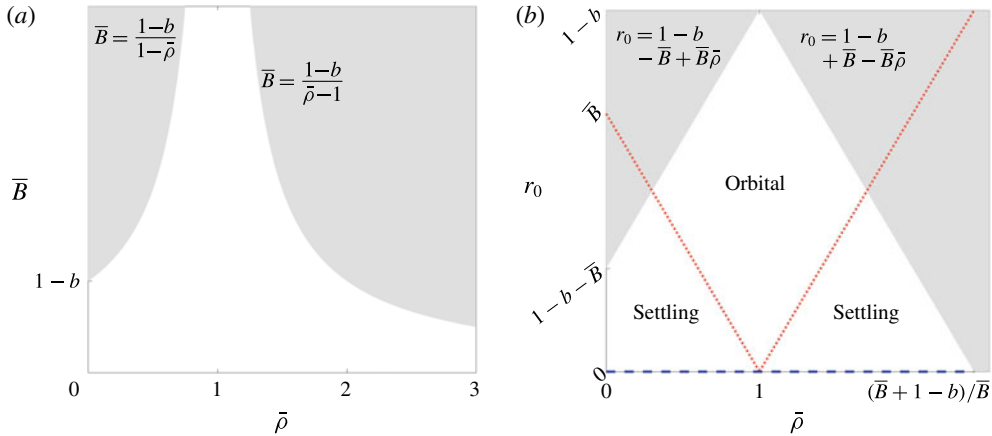 (a)
B̅ = (1−b)/(1−ρ̄)
B̅ = (1−b)/(ρ̄−1)
B̅
1 − b
0
1
2
3
ρ̄
(b)
1 − b
r₀ = 1 − b
− B̅ + B̅ρ̄
r₀ = 1 − b
+ B̅ − B̅ρ̄
B̅
r₀
Orbital
1 − b − B̅
Settling
Settling
0
0
1
(B̅ + 1 − b)/B̅
ρ̄